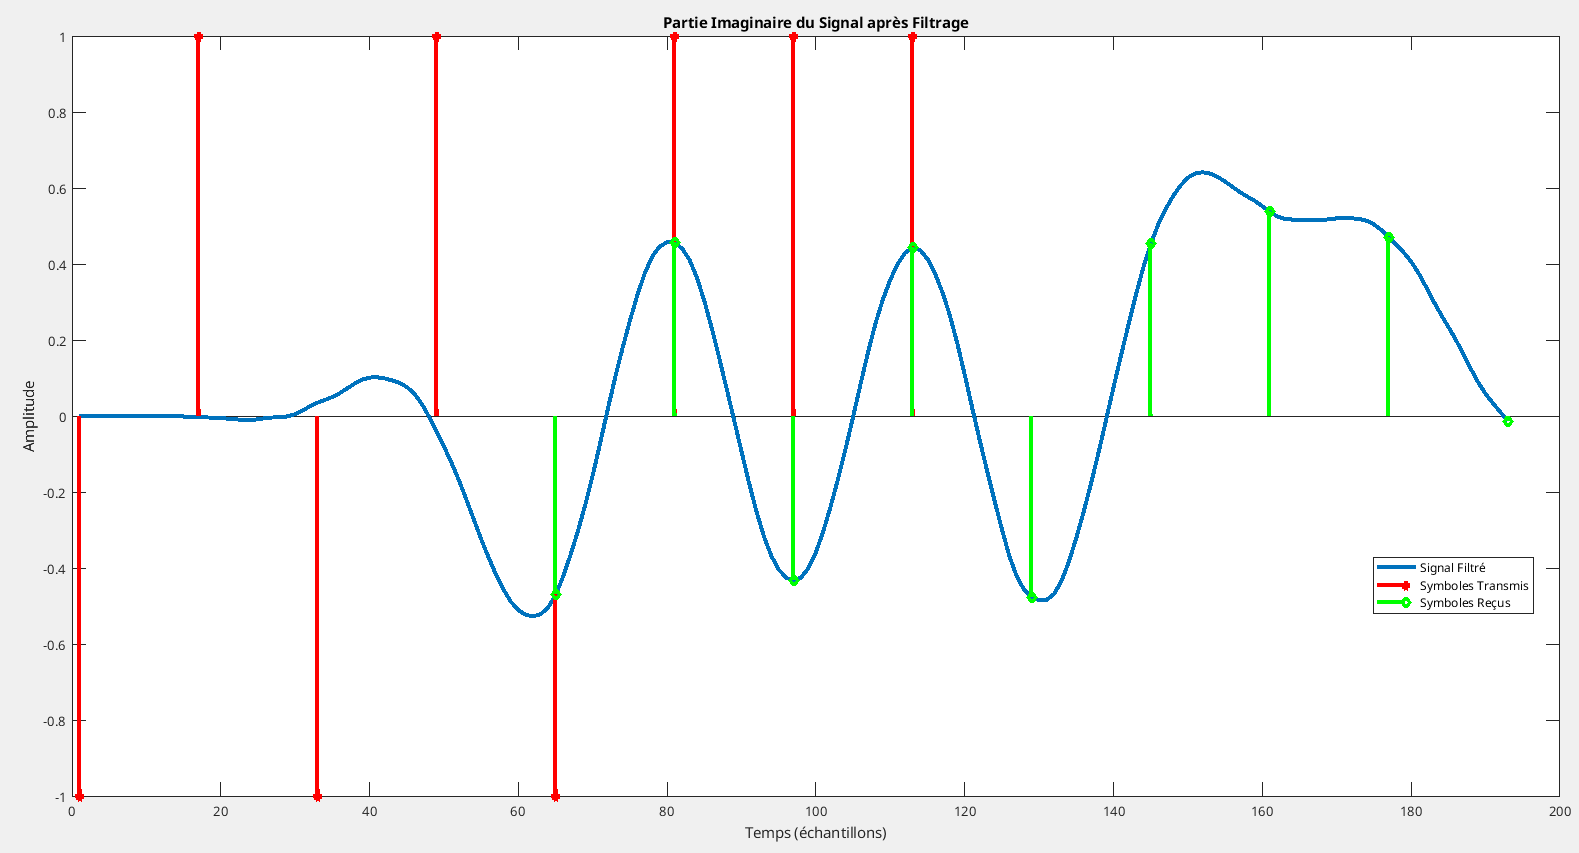 Partie Imaginaire du Signal après Filtrage
1
0.8
0.6
0.4
0.2
0
-0.2
-0.4
-0.6
-0.8
-1
Amplitude
Signal Filtré
Symboles Transmis
Symboles Reçus
0 20 40 60 80 100 120 140 160 180 200
Temps (échantillons)